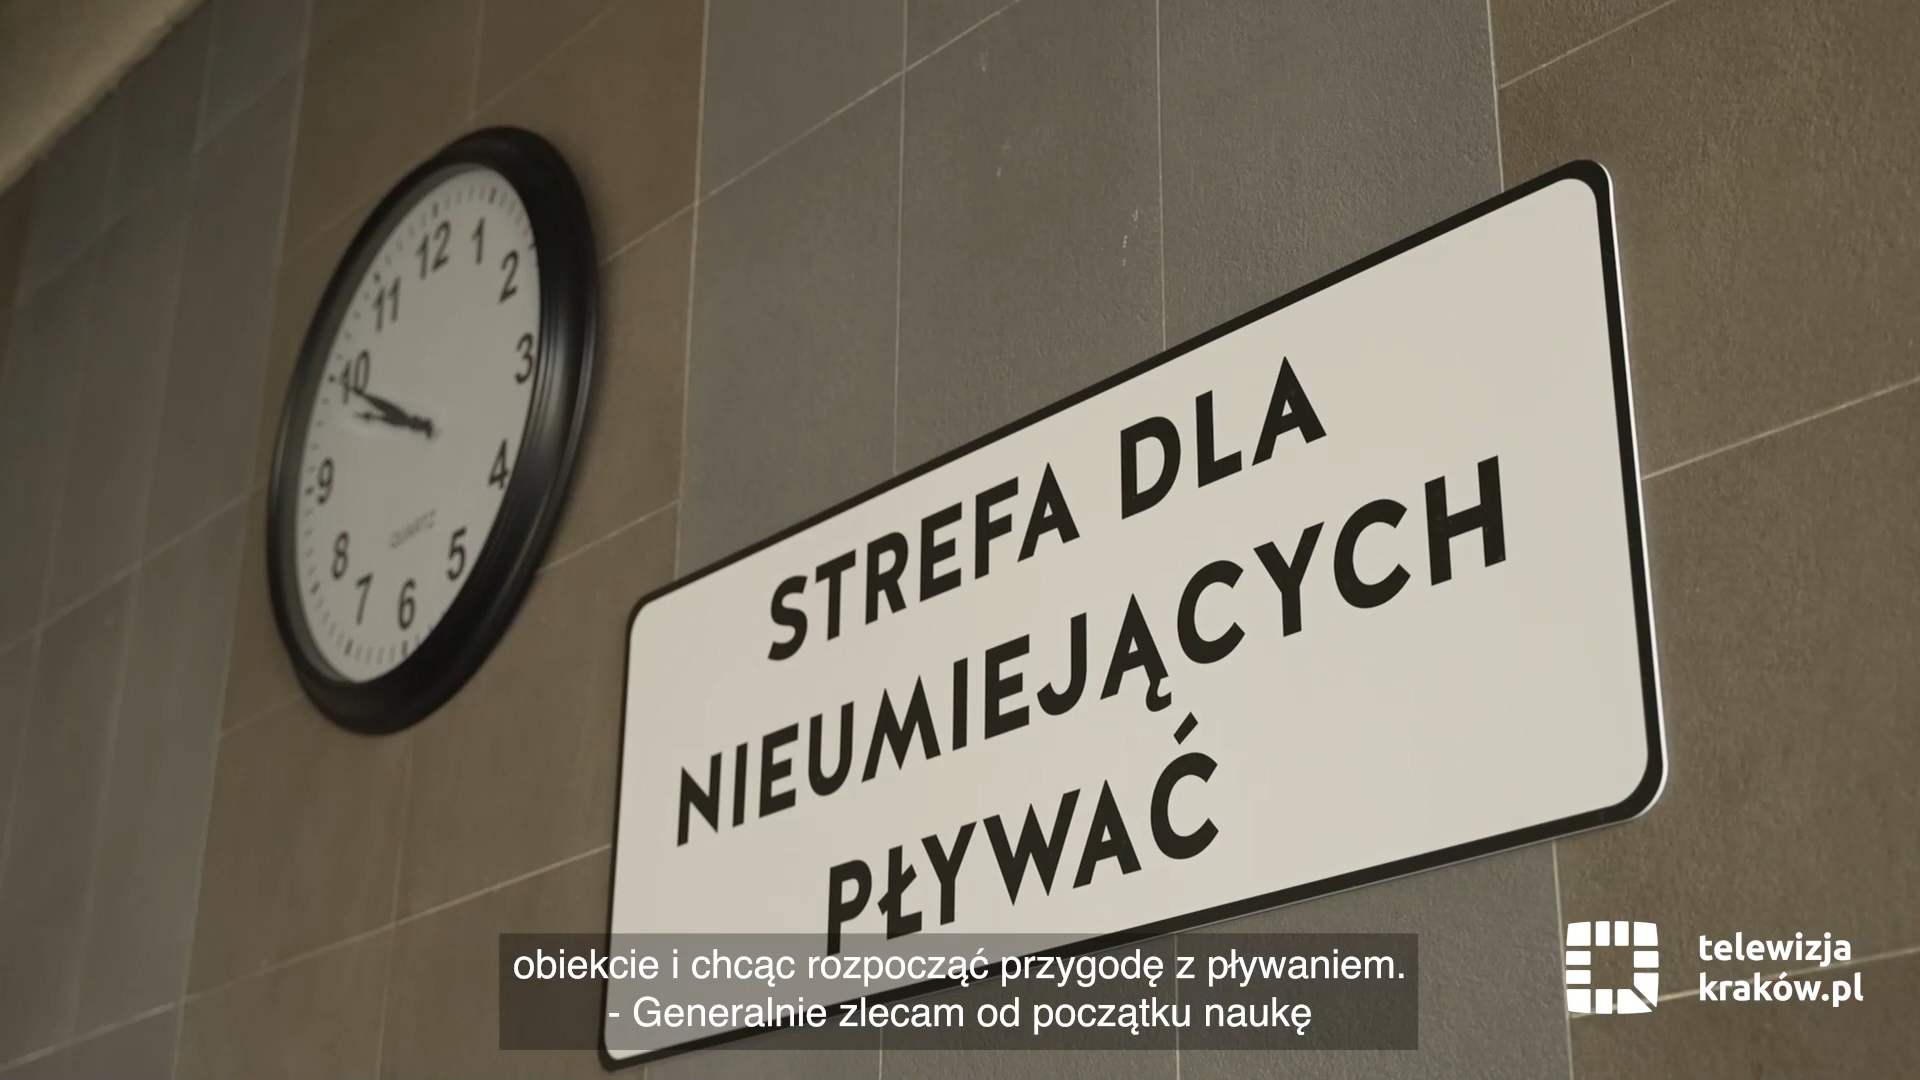 12
1
2
3
4
5
6
7
8
9
10
11
QUARTZ
STREFA DLA
NIEUMIEJĄCYCH
PŁYWAĆ
obiekcie i chcąc rozpocząć przygodę z pływaniem.
- Generalnie zlecam od początku naukę
telewizja
kraków.pl